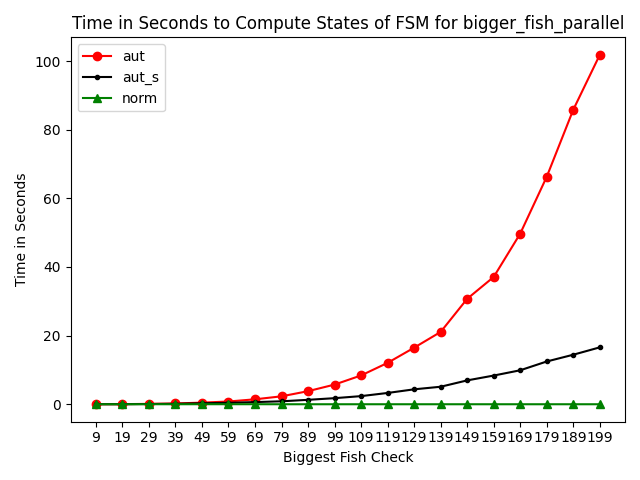 Time in Seconds to Compute States of FSM for bigger_fish_parallel
aut
aut_s
norm
100
80
60
40
20
0
Time in Seconds
9 19 29 39 49 59 69 79 89 99 109 119 129 139 149 159 169 179 189 199
Biggest Fish Check